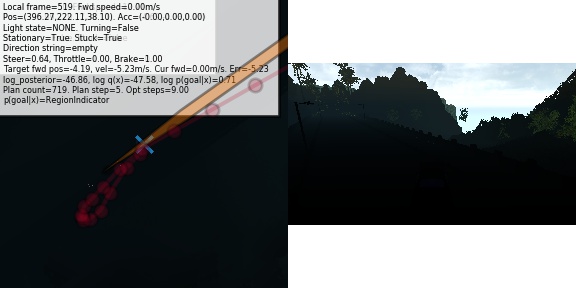 Local frame=519. Fwd speed=0.00m/s
Pos=(396.27,222.11,38.10). Acc=(-0.00,0.00,0.00)
Light state=NONE. Turning=False
Stationary=True. Stuck=True
Direction string=empty
Steer=0.64, Throttle=0.00, Brake=1.00
Target fwd pos=-4.19, vel=-5.23m/s. Cur fwd=0.00m/s. Err=-5.23
log_posterior=-46.86, log q(x)=-47.58, log p(goal|x)=0.71
Plan count=719. Plan step=5. Opt steps=9.00
p(goal|x)=RegionIndicator